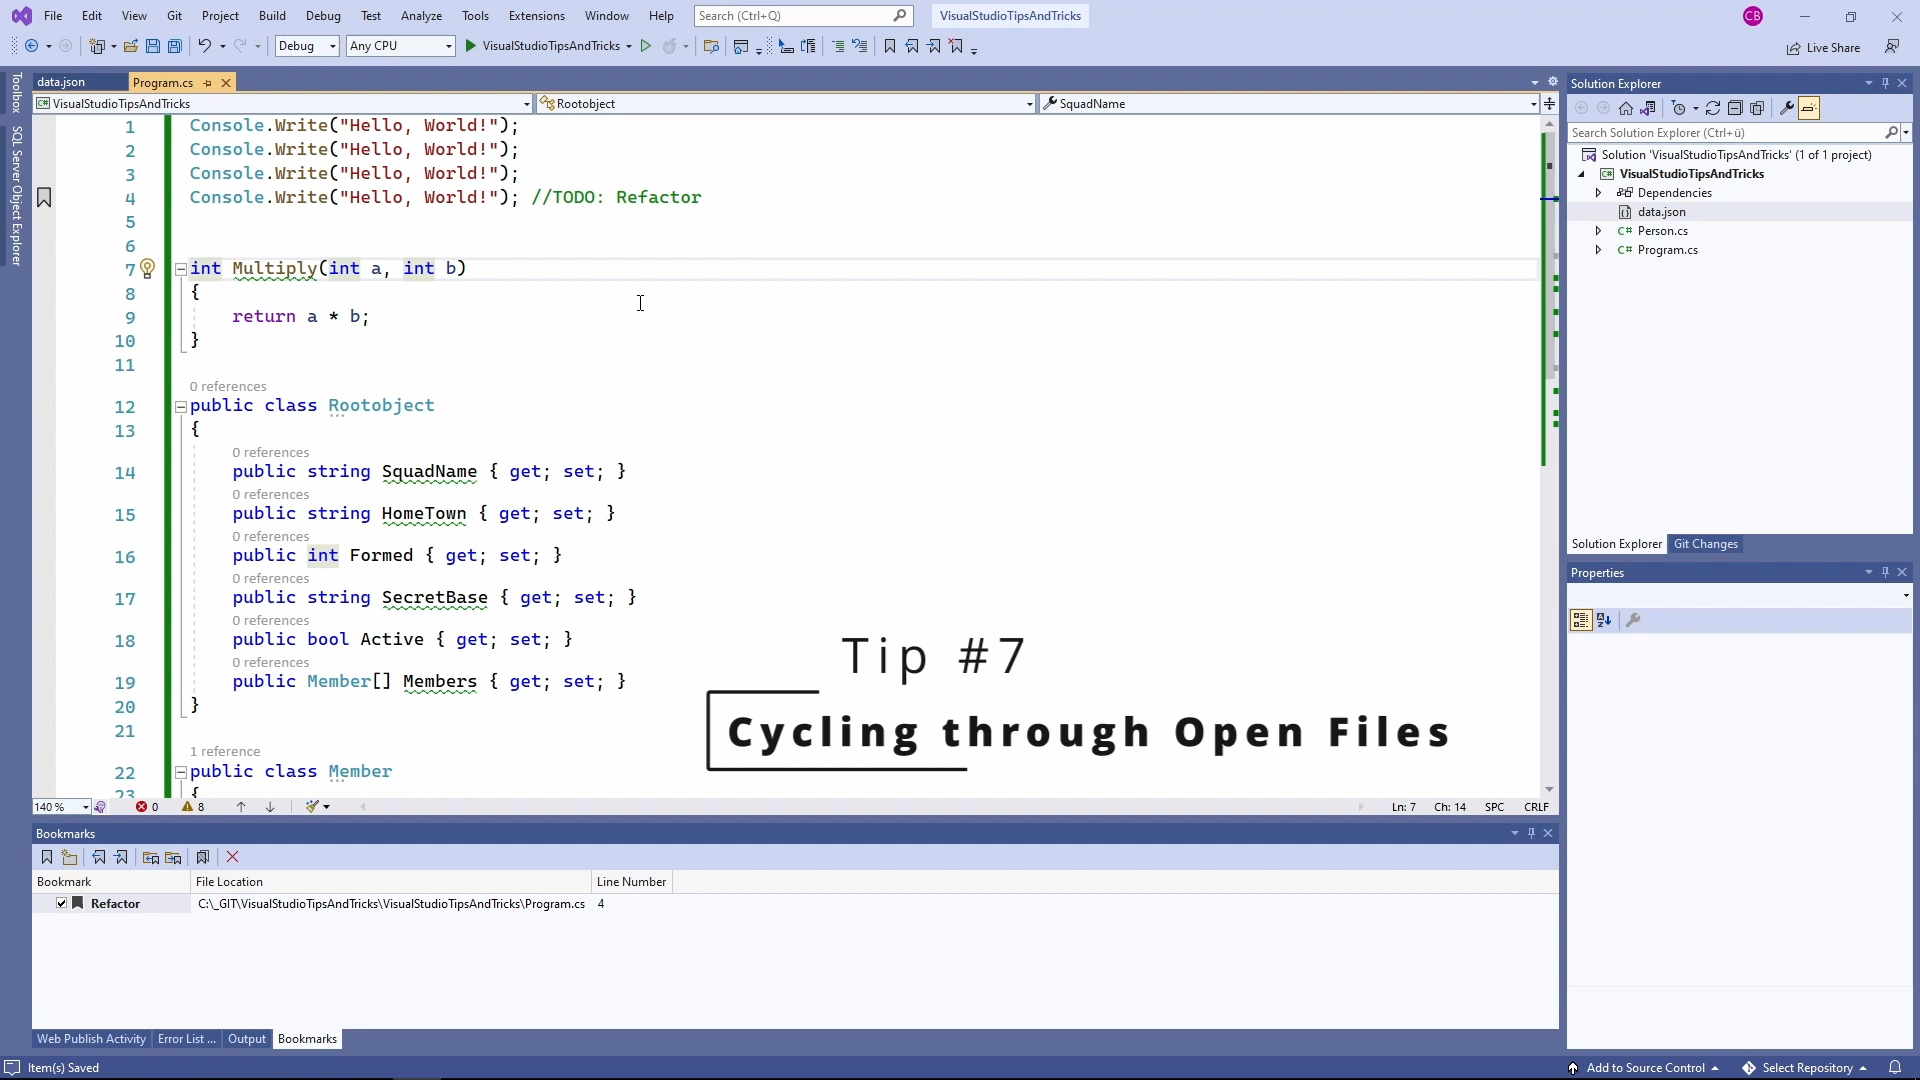 File Edit View Git Project Build Debug Test Analyze Tools Extensions Window Help Search (Ctrl+Q) VisualStudioTipsAndTricks CB
Debug Any CPU VisualStudioTipsAndTricks Live Share
Toolbox
SQL Server Object Explorer
data.json Program.cs
VisualStudioTipsAndTricks Rootobject SquadName
1 Console.Write("Hello, World!");
2 Console.Write("Hello, World!");
3 Console.Write("Hello, World!");
4 Console.Write("Hello, World!"); //TODO: Refactor
5
6
7 int Multiply(int a, int b)
8 {
9 return a * b;
10 }
11
0 references
12 public class Rootobject
13 {
0 references
14 public string SquadName { get; set; }
0 references
15 public string HomeTown { get; set; }
0 references
16 public int Formed { get; set; }
0 references
17 public string SecretBase { get; set; }
0 references
18 public bool Active { get; set; }
0 references
19 public Member[] Members { get; set; }
20 }
21
1 reference
22 public class Member
23 {
Tip #7
Cycling through Open Files
140 % 0 8 Ln: 7 Ch: 14 SPC CRLF
Bookmarks
Bookmark File Location Line Number
Refactor C:\_GIT\VisualStudioTipsAndTricks\VisualStudioTipsAndTricks\Program.cs 4
Web Publish Activity Error List ... Output Bookmarks
Solution Explorer
Search Solution Explorer (Ctrl+ü)
Solution 'VisualStudioTipsAndTricks' (1 of 1 project)
VisualStudioTipsAndTricks
Dependencies
data.json
C# Person.cs
C# Program.cs
Solution Explorer Git Changes
Properties
Item(s) Saved Add to Source Control Select Repository